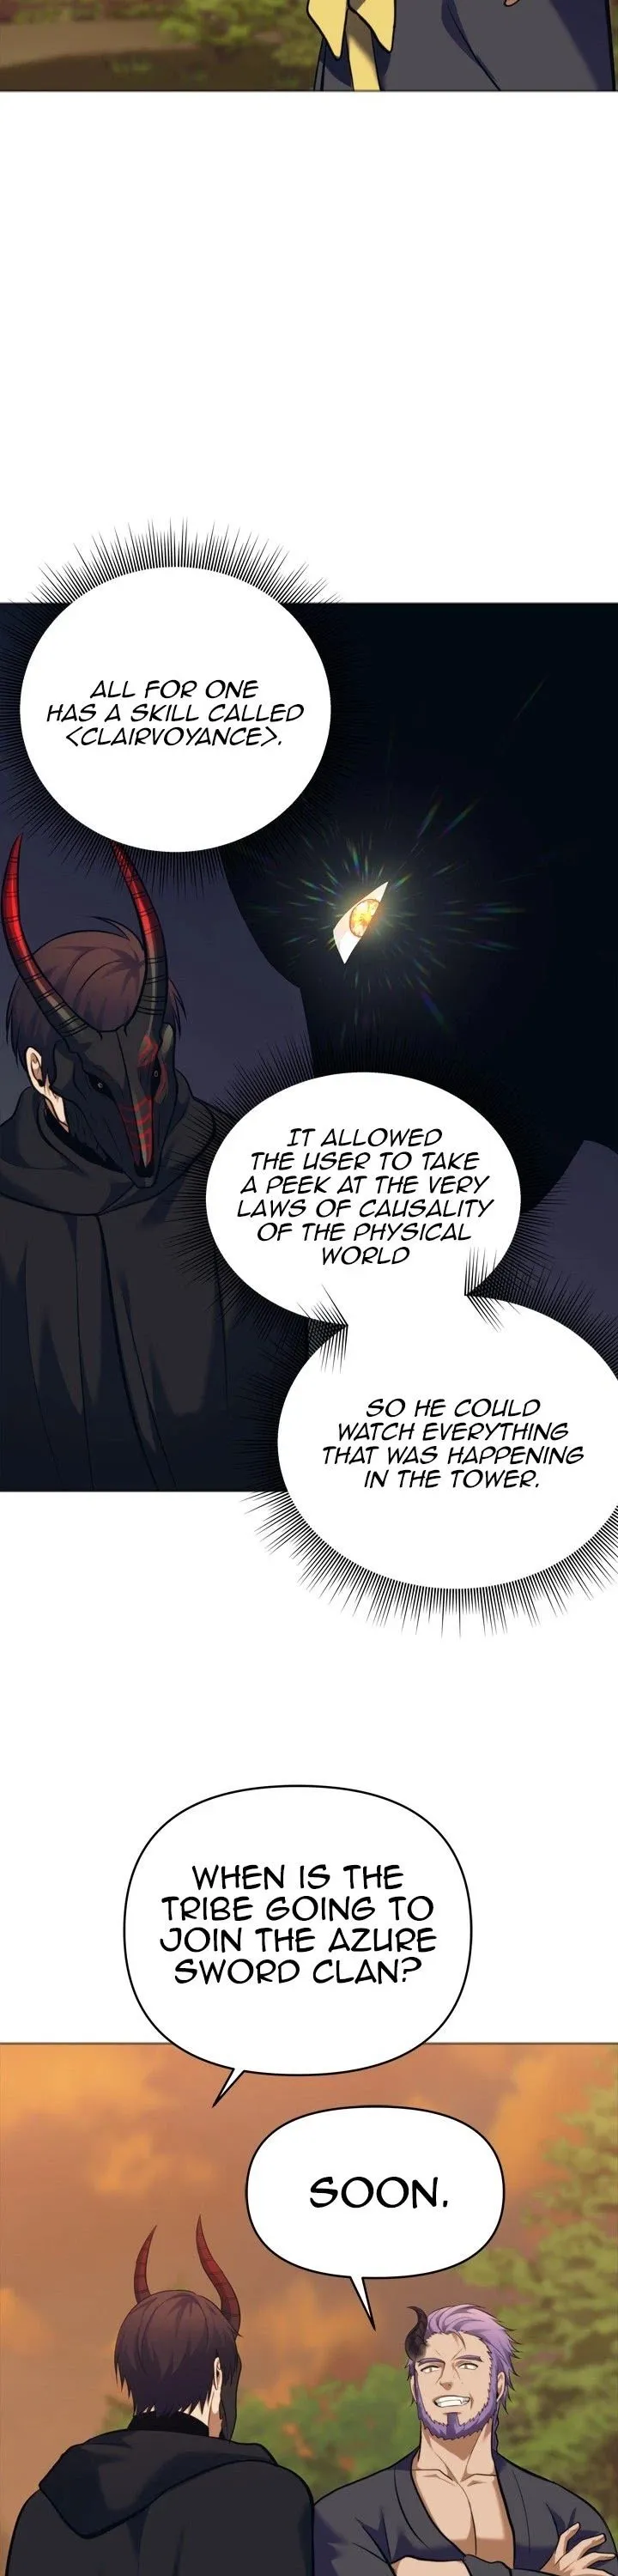 ALL FOR ONE
HAS A SKILL CALLED
<CLAIRVOYANCE>.
IT ALLOWED
THE USER TO TAKE
A PEEK AT THE VERY
LAWS OF CAUSALITY
OF THE PHYSICAL
WORLD
SO HE COULD
WATCH EVERYTHING
THAT WAS HAPPENING
IN THE TOWER.
WHEN IS THE
TRIBE GOING TO
JOIN THE AZURE
SWORD CLAN?
SOON.